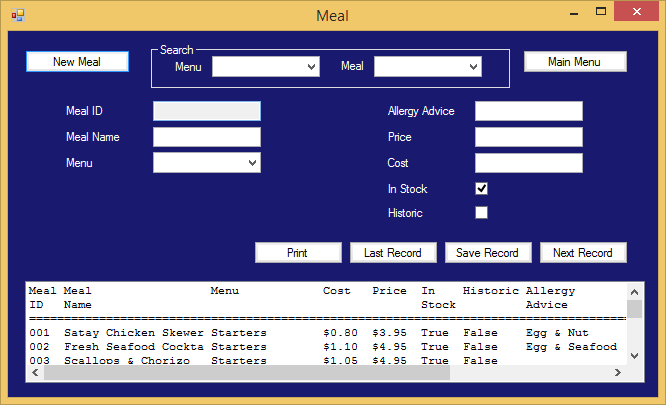 Meal
Search
New Meal Menu Meal Main Menu
Meal ID Allergy Advice
Meal Name Price
Menu Cost
In Stock
Historic
Print Last Record Save Record Next Record
Meal Meal Menu Cost Price In Historic Allergy
ID Name Stock Advice
================================================================================
001 Satay Chicken Skewer Starters $0.80 $3.95 True False Egg & Nut
002 Fresh Seafood Cockta Starters $1.10 $4.95 True False Egg & Seafood
003 Scallops & Chorizo Starters $1.05 $4.95 True False